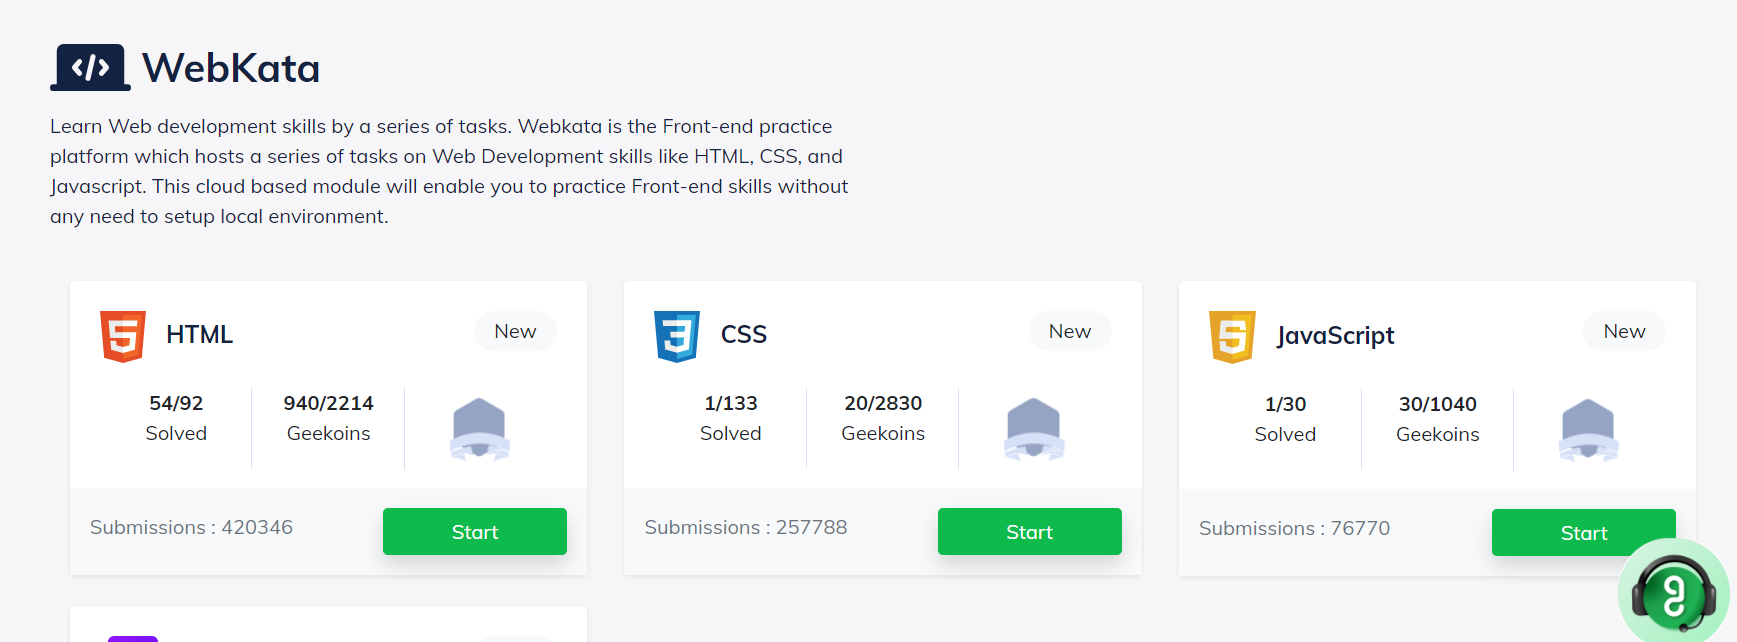 WebKata
Learn Web development skills by a series of tasks. Webkata is the Front-end practice
platform which hosts a series of tasks on Web Development skills like HTML, CSS, and
Javascript. This cloud based module will enable you to practice Front-end skills without
any need to setup local environment.
HTML
New
54/92
Solved
940/2214
Geekoins
Submissions : 420346
Start
CSS
New
1/133
Solved
20/2830
Geekoins
Submissions : 257788
Start
JavaScript
New
1/30
Solved
30/1040
Geekoins
Submissions : 76770
Start